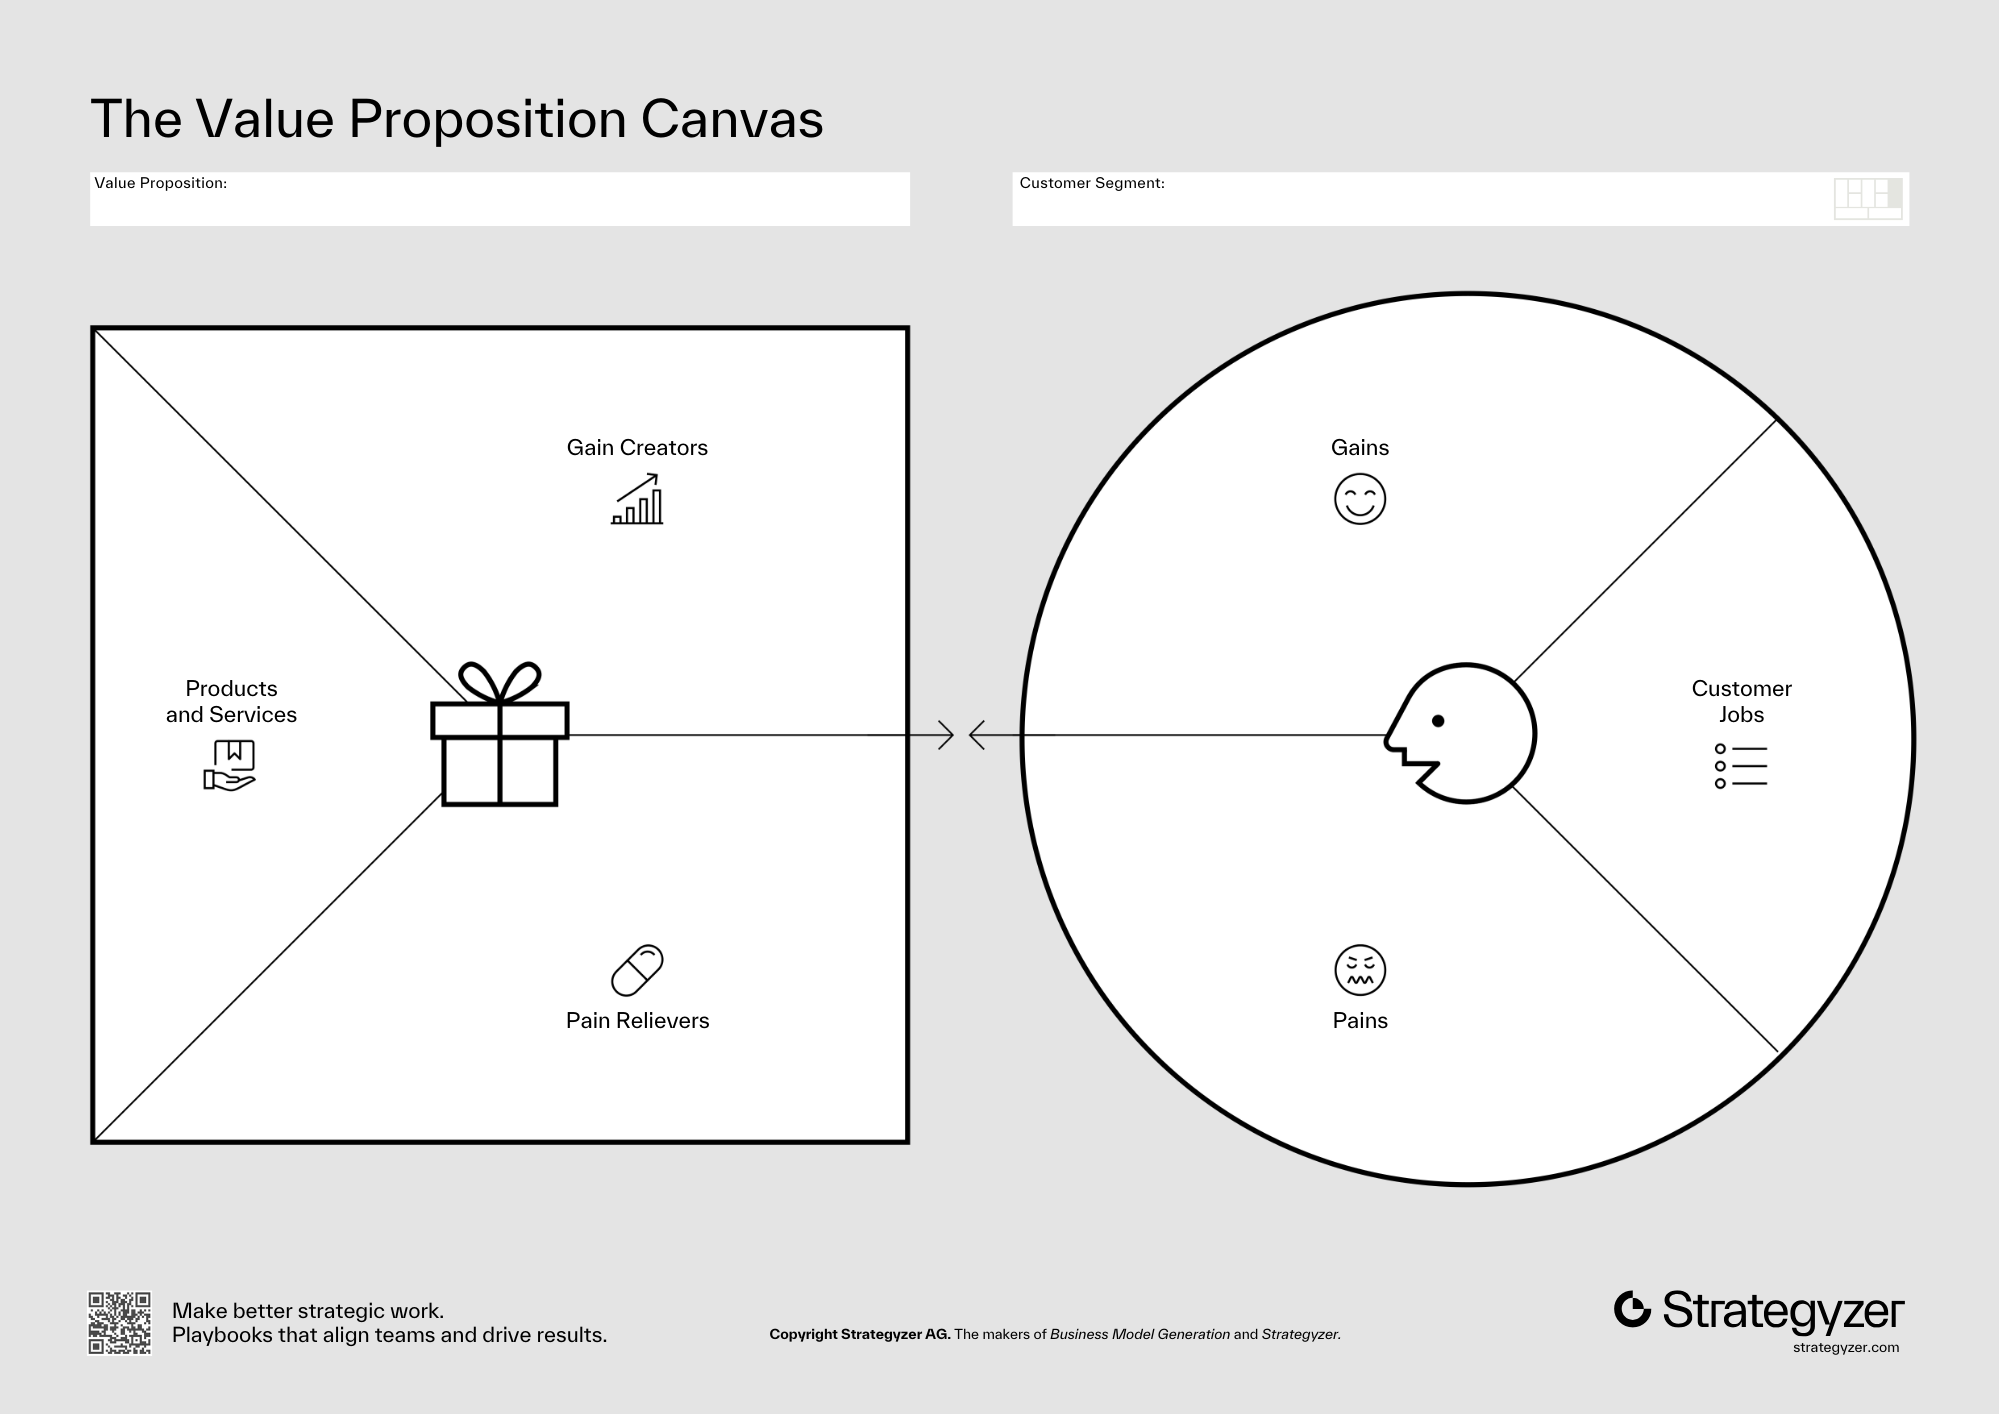 The Value Proposition Canvas
Value Proposition:
Customer Segment:
Gain Creators
Gains
Products
and Services
Customer
Jobs
Pain Relievers
Pains
Make better strategic work.
Playbooks that align teams and drive results.
Copyright Strategyzer AG. The makers of Business Model Generation and Strategyzer.
Strategyzer
strategyzer.com